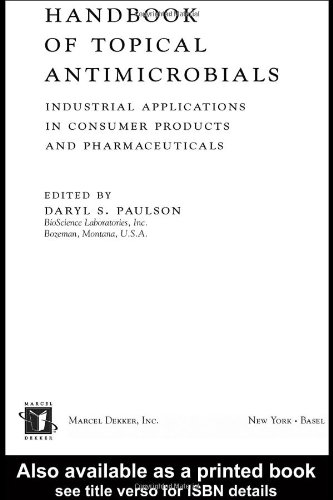 HANDBOOK
OF TOPICAL
ANTIMICROBIALS
INDUSTRIAL APPLICATIONS
IN CONSUMER PRODUCTS
AND PHARMACEUTICALS
EDITED BY
DARYL S. PAULSON
BioScience Laboratories, Inc.
Bozeman, Montana, U.S.A.
MARCEL
DEKKER
MARCEL DEKKER, INC.
NEW YORK • BASEL
Also available as a printed book
see title verso for ISBN details